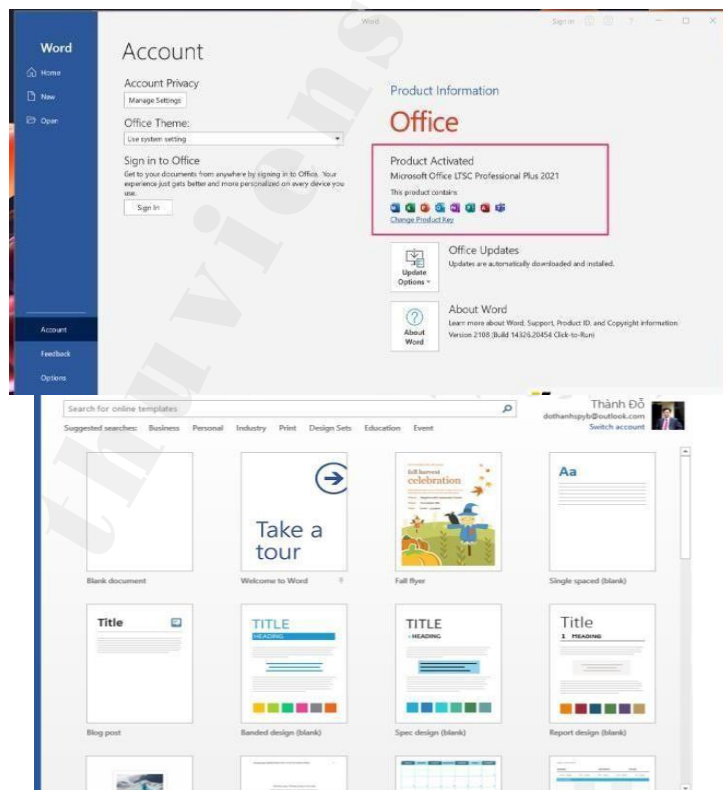 Word
Sign in
?
Word
Account
Home
New
Open
Account Privacy
Manage Settings
Office Theme:
Use system setting
Sign in to Office
Get to your documents from anywhere by signing in to Office. Your
experience just gets better and more personalized on every device you
use.
Sign In
Product Information
Office
Product Activated
Microsoft Office LTSC Professional Plus 2021
This product contains
Change Product Key
Update
Options
Office Updates
Updates are automatically downloaded and installed.
About
Word
About Word
Learn more about Word, Support, Product ID, and Copyright information
Version 2108 (Build 14326.20454 Click-to-Run)
Account
Feedback
Options
thuviens
Search for online templates
Suggested searches: Business Personal Industry Print Design Sets Education Event
Thành Đỗ
dothanhspyb@outlook.com
Switch account
Take a
tour
fall harvest
celebration
Aa
Blank document
Welcome to Word
Fall flyer
Single spaced (blank)
Title
TITLE
HEADING
TITLE
HEADING
Title
1 HEADING
Blog post
Banded design (blank)
Spec design (blank)
Report design (blank)